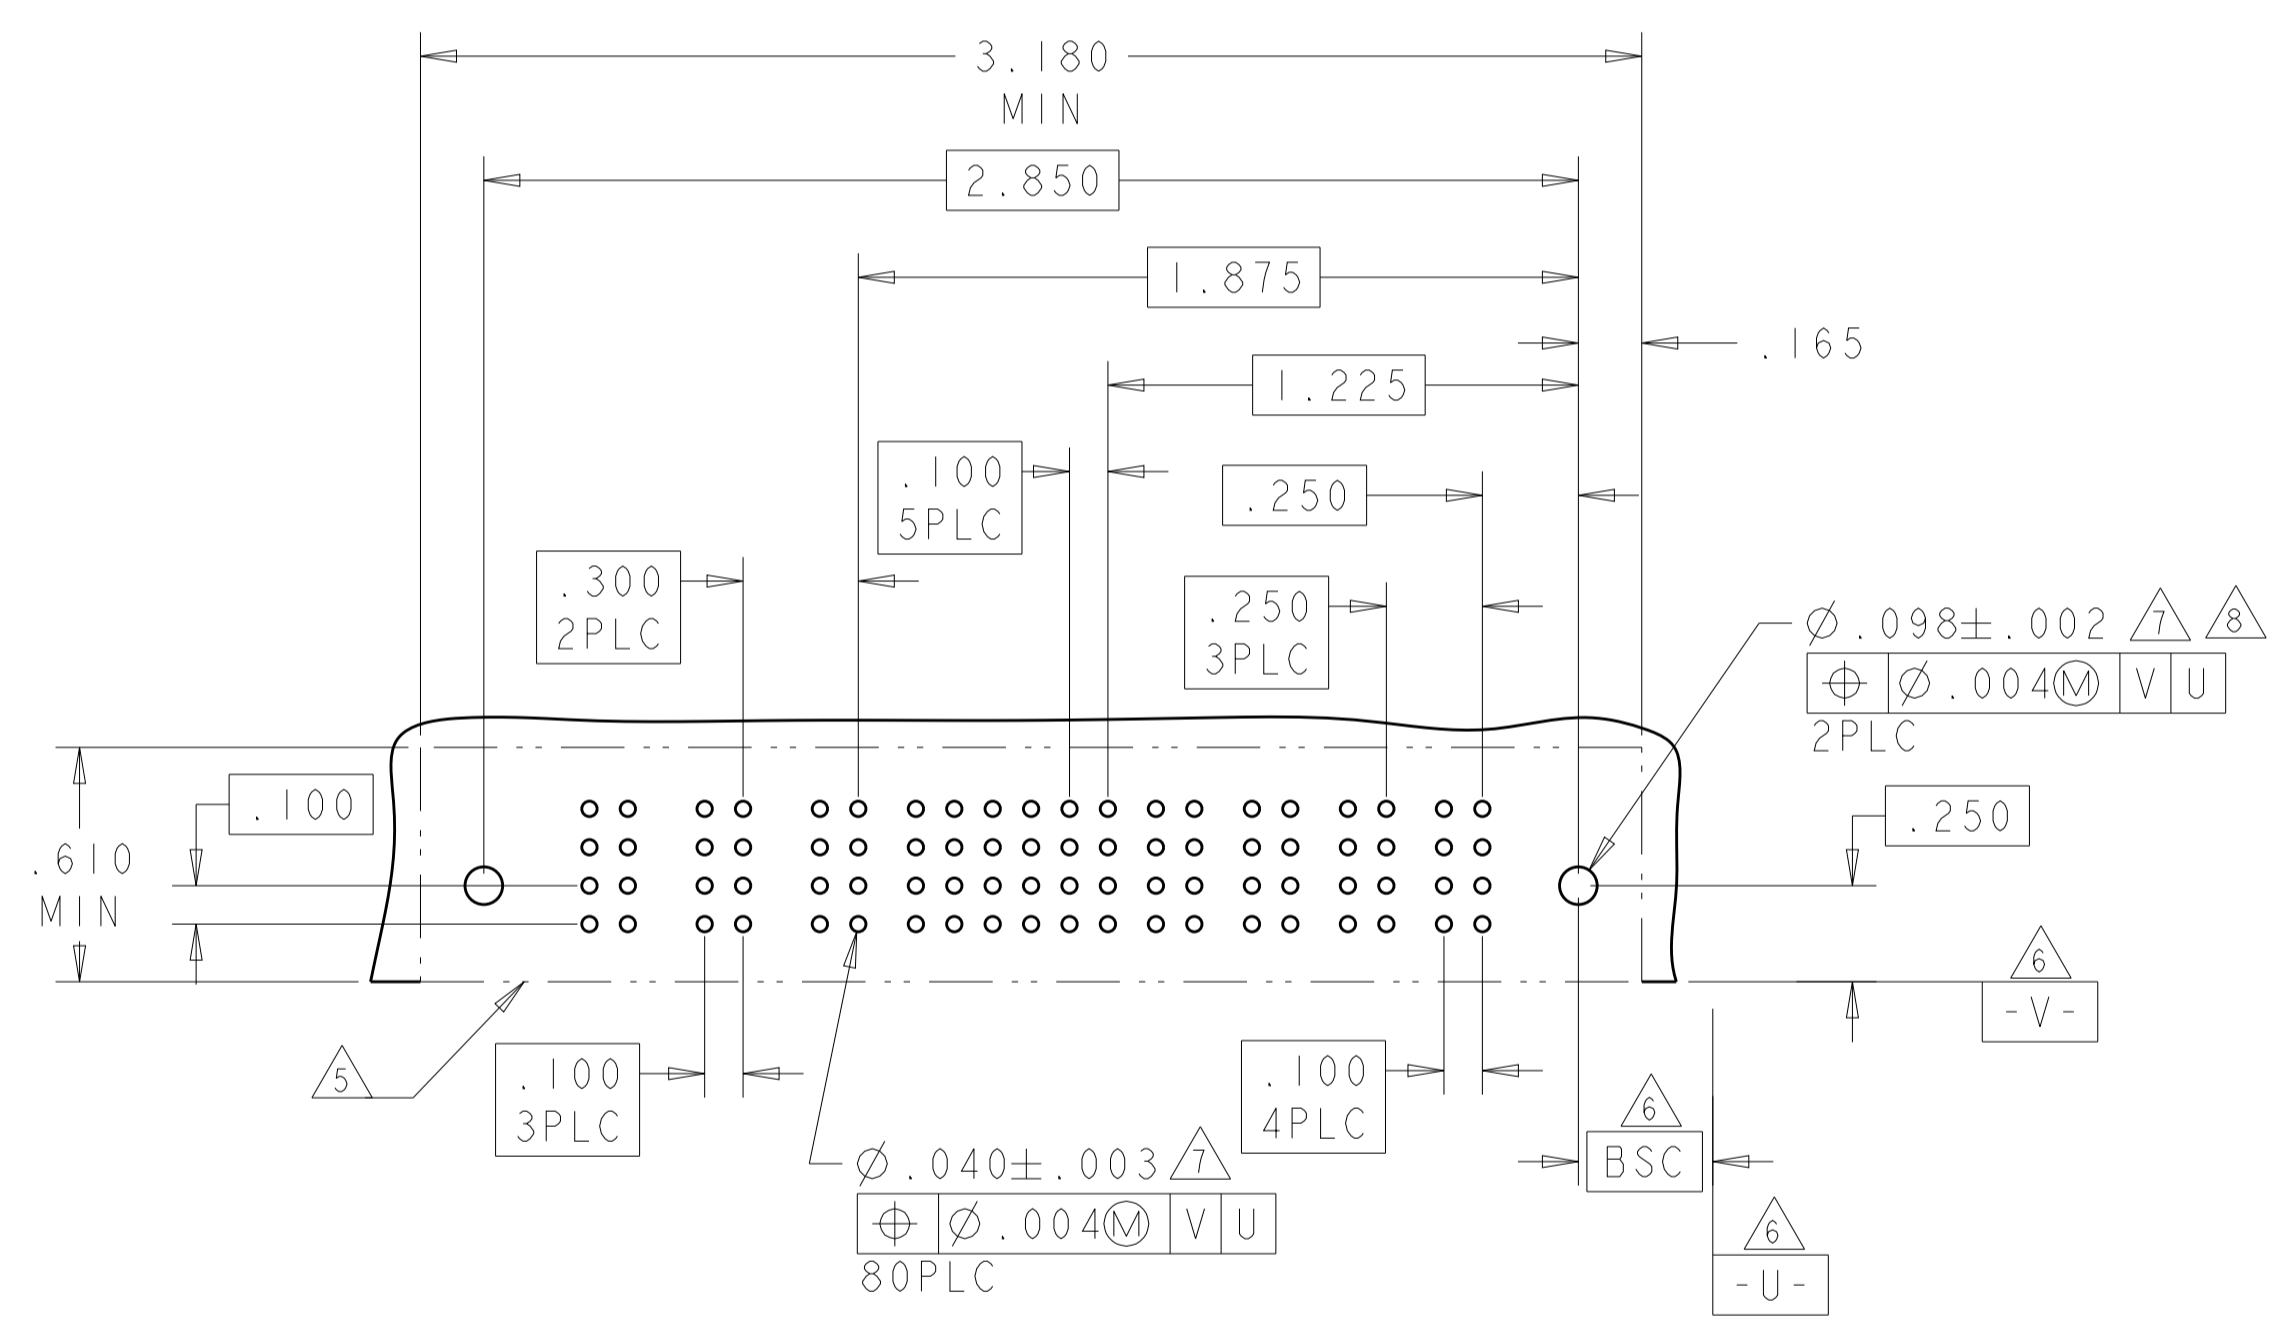 3.180
MIN
2.850
1.875
.165
1.225
.100
5PLC
.250
.300
2PLC
.250
3PLC
⌀.098±.002 7 8
⌖ ⌀.004Ⓜ V U
2PLC
.100
.250
.610
MIN
6
-V-
5
.100
3PLC
.100
4PLC
6
BSC
⌀.040±.003 7
⌖ ⌀.004Ⓜ V U
80PLC
6
-U-